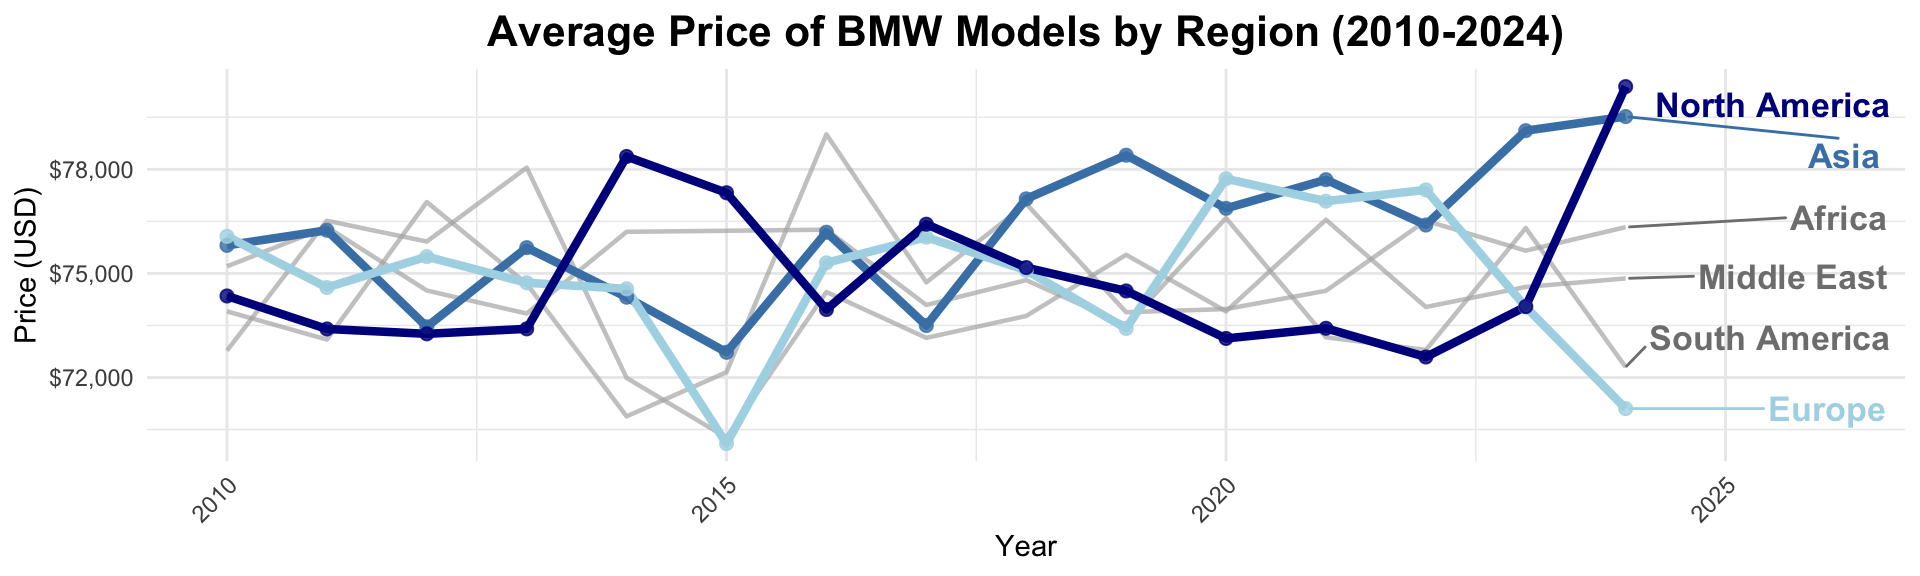 Average Price of BMW Models by Region (2010-2024)
North America
Asia
Africa
Middle East
South America
Europe
$78,000
$75,000
$72,000
Price (USD)
2010
2015
2020
2025
Year